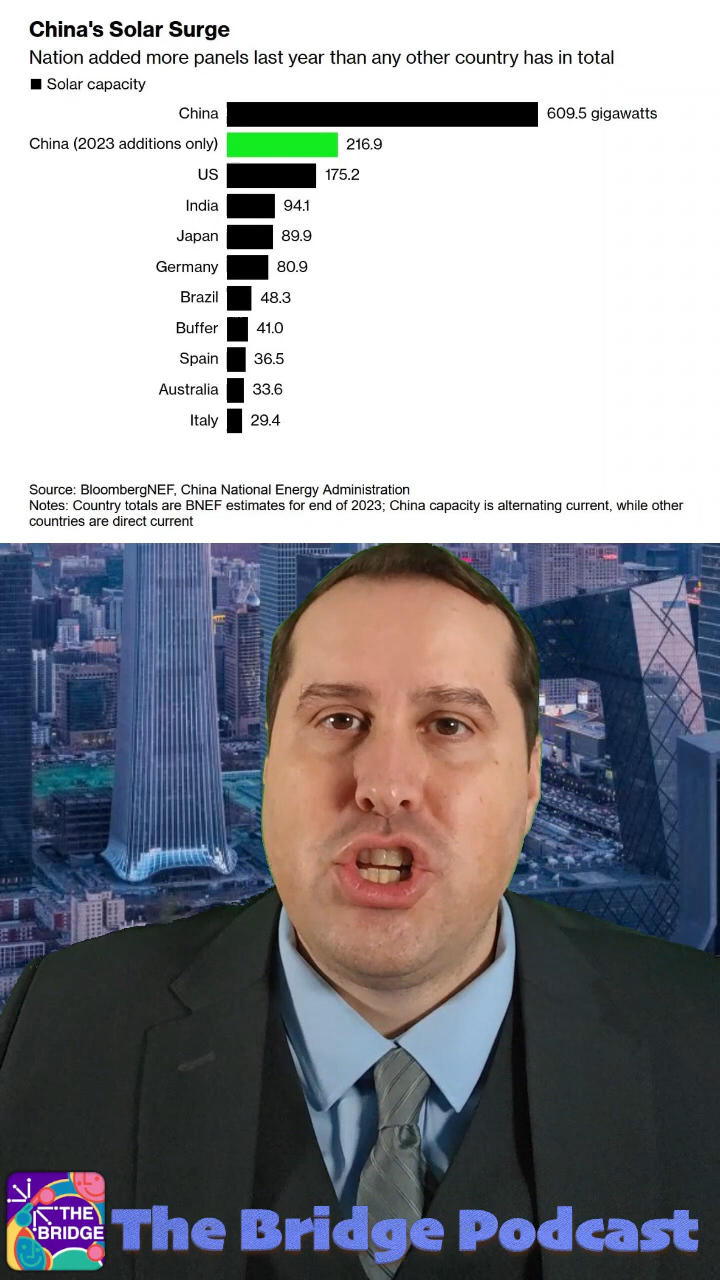 China's Solar Surge
Nation added more panels last year than any other country has in total
Solar capacity
China 609.5 gigawatts
China (2023 additions only) 216.9
US 175.2
India 94.1
Japan 89.9
Germany 80.9
Brazil 48.3
Buffer 41.0
Spain 36.5
Australia 33.6
Italy 29.4
Source: BloombergNEF, China National Energy Administration
Notes: Country totals are BNEF estimates for end of 2023; China capacity is alternating current, while other
countries are direct current
THE
BRIDGE
The Bridge Podcast